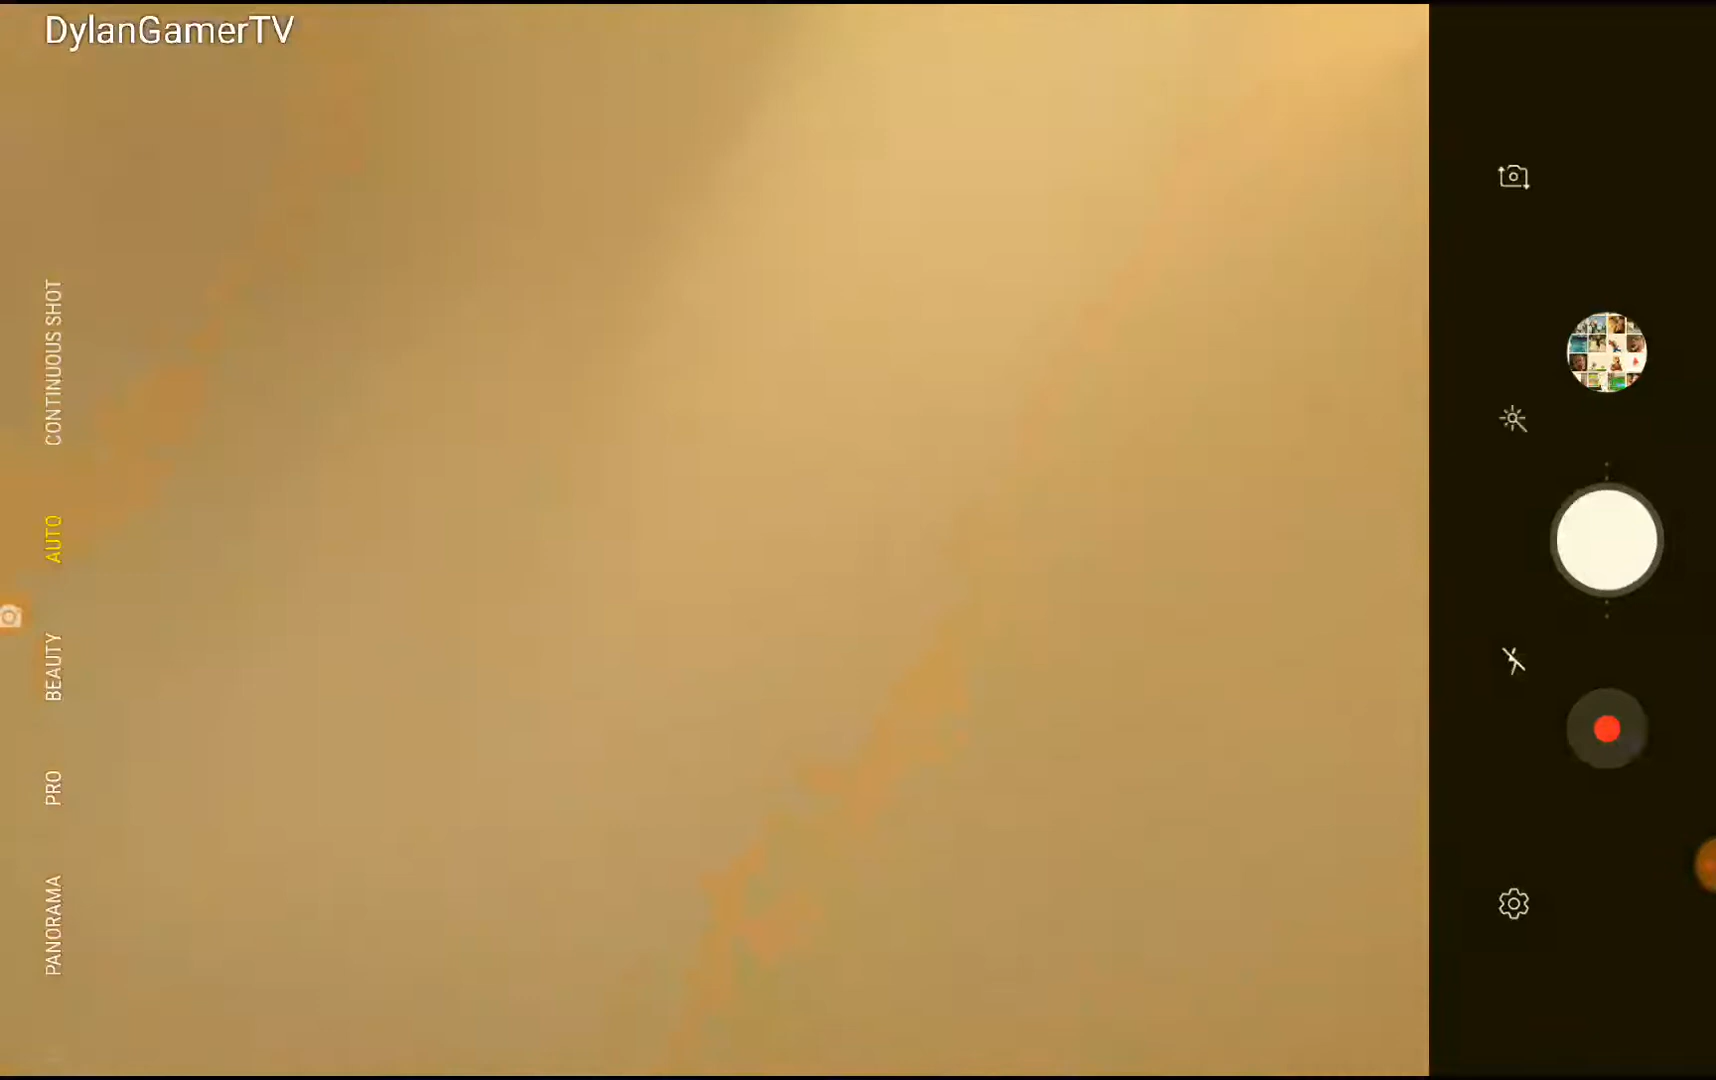 DylanGamerTV
CONTINUOUS SHOT
AUTO
BEAUTY
PRO
PANORAMA